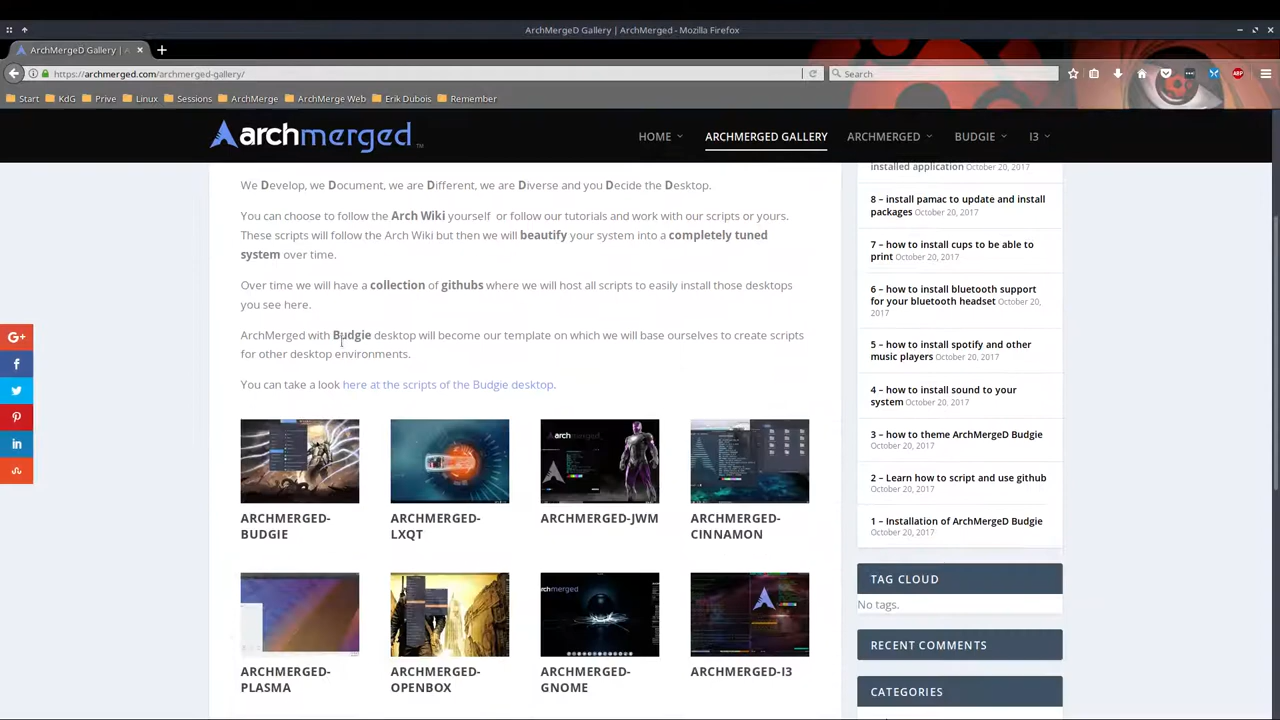 ArchMergeD Gallery | ArchMerged - Mozilla Firefox
ArchMergeD Gallery |
https://archmerged.com/archmerged-gallery/
Search
ABP
Start
KdG
Prive
Linux
Sessions
ArchMerge
ArchMerge Web
Erik Dubois
Remember
archmerged™
HOME
ARCHMERGED GALLERY
ARCHMERGED
BUDGIE
I3
We Develop, we Document, we are Different, we are Diverse and you Decide the Desktop.
You can choose to follow the Arch Wiki yourself or follow our tutorials and work with our scripts or yours.
These scripts will follow the Arch Wiki but then we will beautify your system into a completely tuned
system over time.
Over time we will have a collection of githubs where we will host all scripts to easily install those desktops
you see here.
ArchMerged with Budgie desktop will become our template on which we will base ourselves to create scripts
for other desktop environments.
You can take a look here at the scripts of the Budgie desktop.
ARCHMERGED-
BUDGIE
ARCHMERGED-
LXQT
ARCHMERGED-JWM
ARCHMERGED-
CINNAMON
ARCHMERGED-
PLASMA
ARCHMERGED-
OPENBOX
ARCHMERGED-
GNOME
ARCHMERGED-I3
installed application October 20, 2017
8 – install pamac to update and install
packages October 20, 2017
7 – how to install cups to be able to
print October 20, 2017
6 – how to install bluetooth support
for your bluetooth headset October 20,
2017
5 – how to install spotify and other
music players October 20, 2017
4 – how to install sound to your
system October 20, 2017
3 – how to theme ArchMergeD Budgie
October 20, 2017
2 – Learn how to script and use github
October 20, 2017
1 – Installation of ArchMergeD Budgie
October 20, 2017
TAG CLOUD
No tags.
RECENT COMMENTS
CATEGORIES